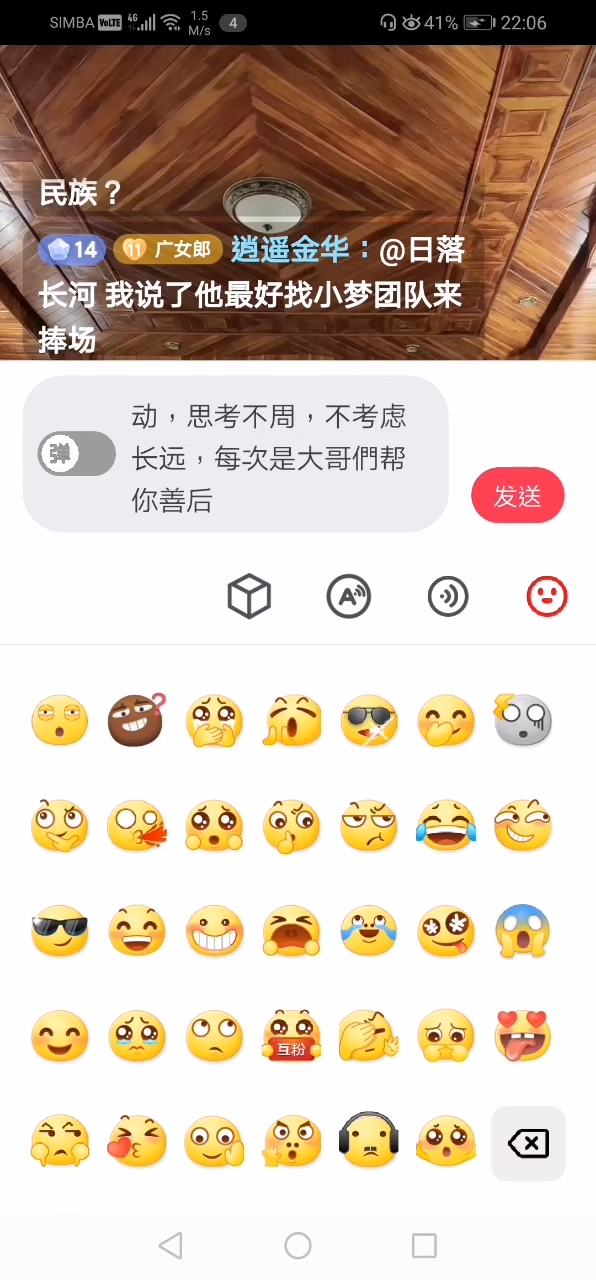 SIMBA VoLTE 4G 1.5 M/s 4 41% 22:06
民族？
14 11 广女郎 逍遥金华：@日落
长河 我说了他最好找小梦团队来
捧场
动，思考不周，不考虑
弹 长远，每次是大哥們帮
你善后
发送
互粉